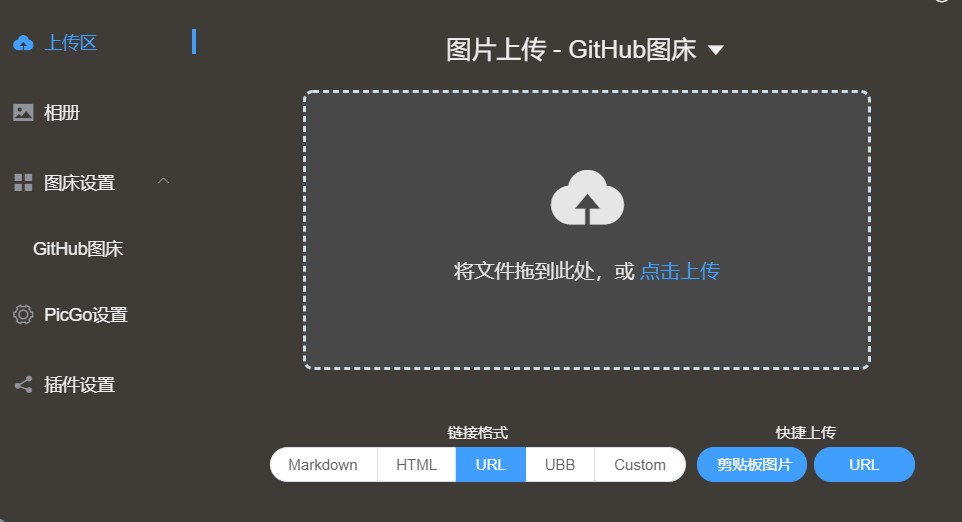 上传区
相册
图床设置
GitHub图床
PicGo设置
插件设置
图片上传 - GitHub图床
将文件拖到此处，或 点击上传
链接格式
Markdown HTML URL UBB Custom
快捷上传
剪贴板图片 URL